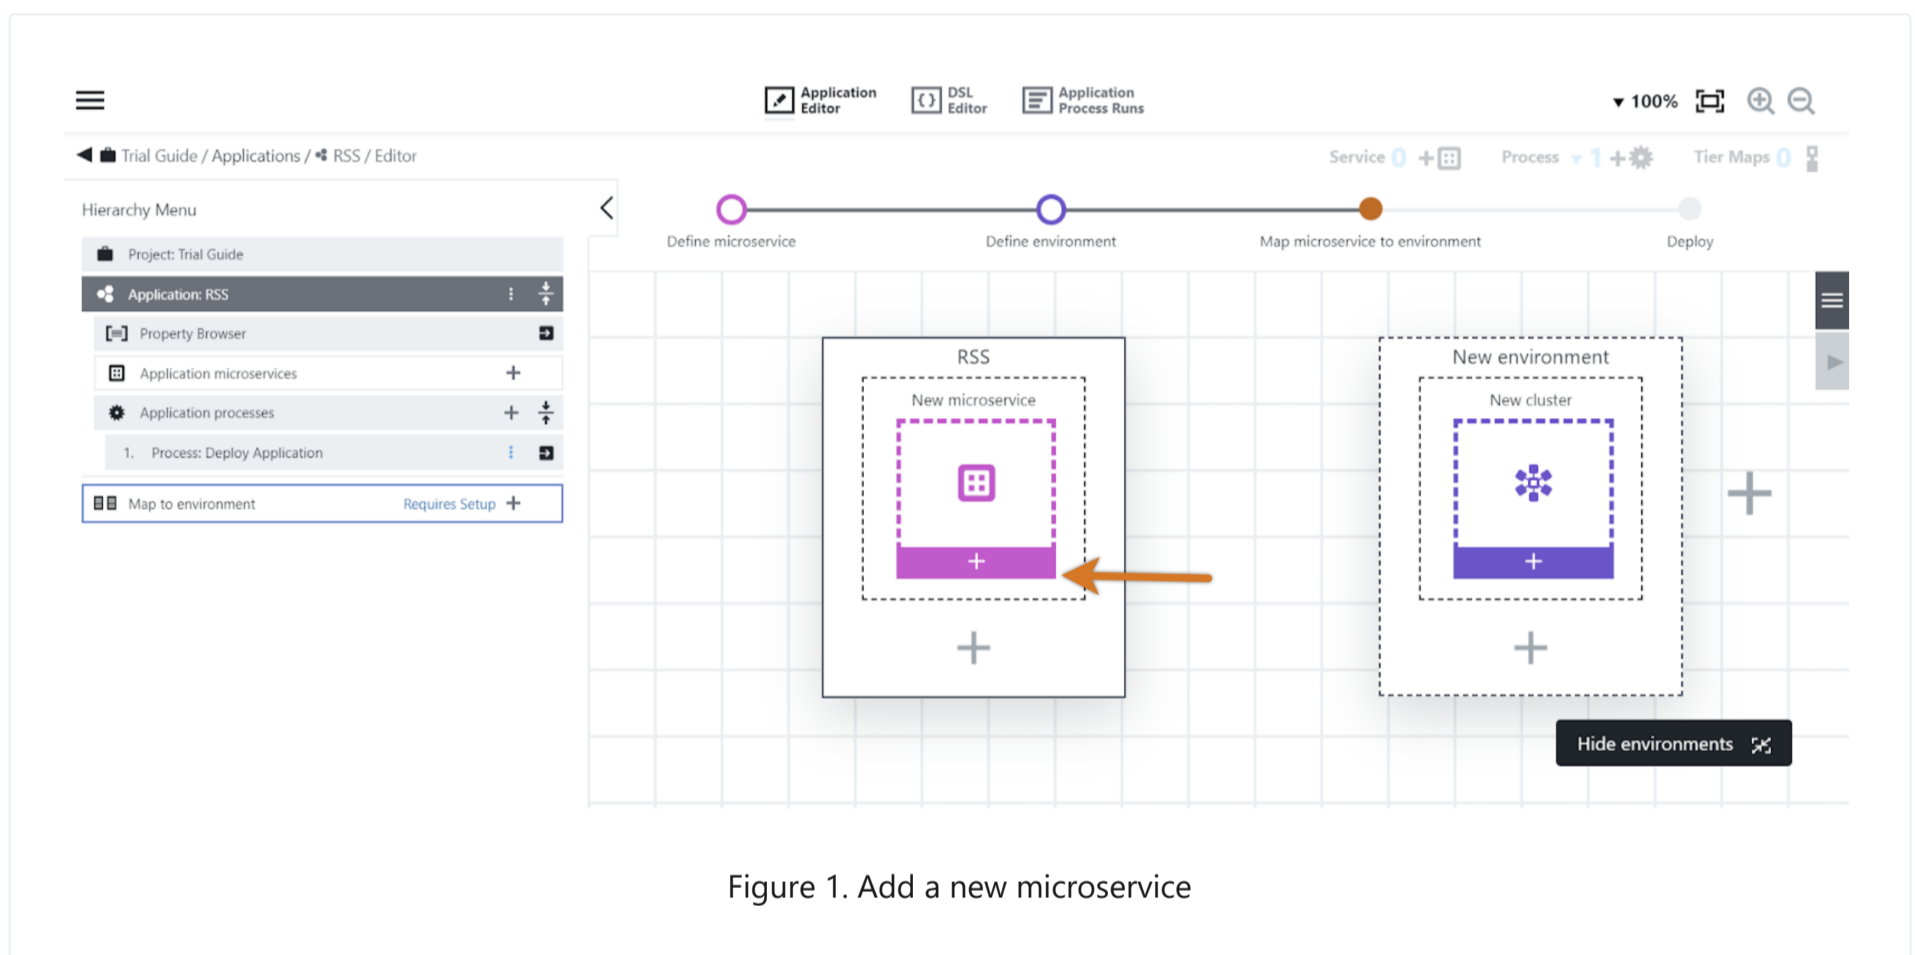 Application
Editor
DSL
Editor
Application
Process Runs
▼ 100%
Trial Guide / Applications / RSS / Editor
Service 0 +
Process ▼ 1 +
Tier Maps 0
Hierarchy Menu
Define microservice
Define environment
Map microservice to environment
Deploy
Project: Trial Guide
Application: RSS
Property Browser
Application microservices +
Application processes +
1. Process: Deploy Application
Map to environment Requires Setup +
RSS
New microservice
+
+
New environment
New cluster
+
+
+
Hide environments
Figure 1. Add a new microservice